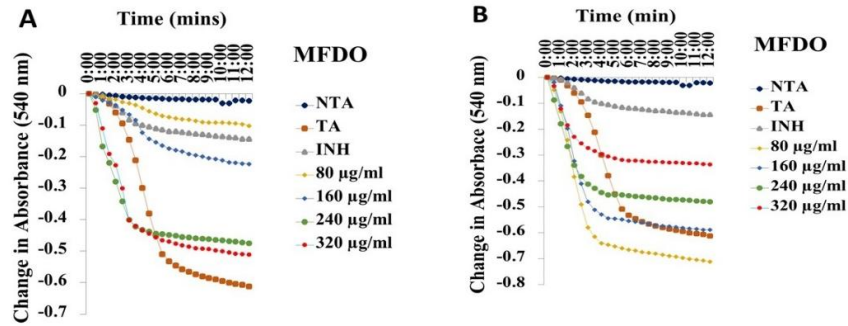 A
Time (mins)
0:00
1:00
2:00
3:00
4:00
5:00
6:00
7:00
8:00
9:00
10:00
11:00
12:00
Change in Absorbance (540 nm)
0
-0.1
-0.2
-0.3
-0.4
-0.5
-0.6
-0.7
MFDO
NTA
TA
INH
80 µg/ml
160 µg/ml
240 µg/ml
320 µg/ml
B
Time (min)
0:00
1:00
2:00
3:00
4:00
5:00
6:00
7:00
8:00
9:00
10:00
11:00
12:00
Change in Absorbace (540 nm)
0
-0.1
-0.2
-0.3
-0.4
-0.5
-0.6
-0.7
-0.8
MFDO
NTA
TA
INH
80 µg/ml
160 µg/ml
240 µg/ml
320 µg/ml